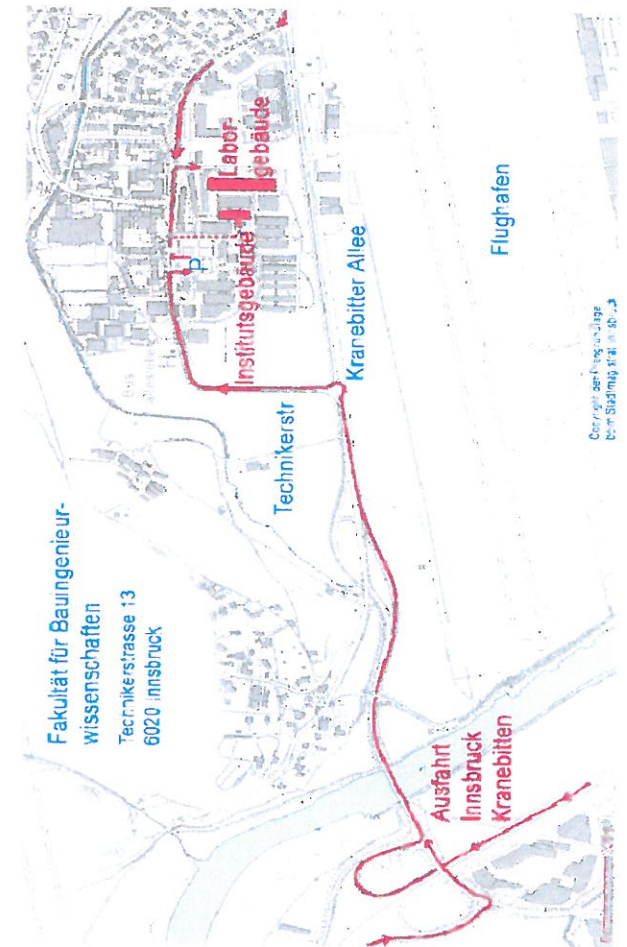 Fakultät für Bauingenieur-
wissenschaften
Technikerstrasse 13
6020 Innsbruck
Technikerstr
Institutsgebäude
P
Labor-
gebäude
Kranebitter Allee
Flughafen
Ausfahrt
Innsbruck
Kranebitten